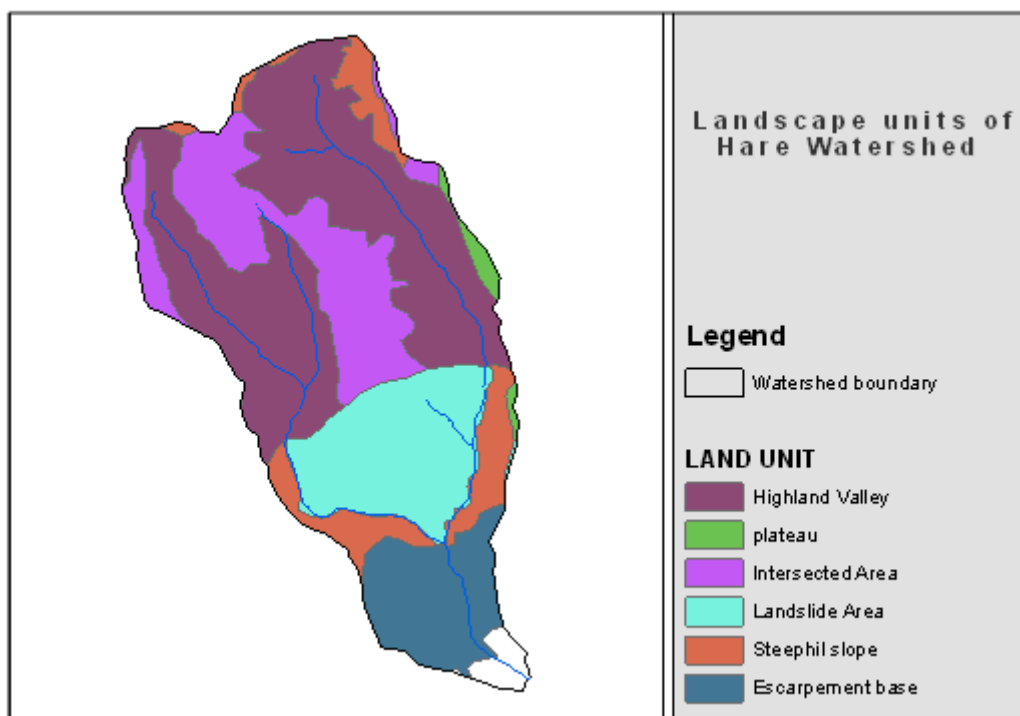 Landscape units of
Hare Watershed
Legend
Watershed boundary
LAND UNIT
Highland Valley
plateau
Intersected Area
Landslide Area
Steephil slope
Escarpement base